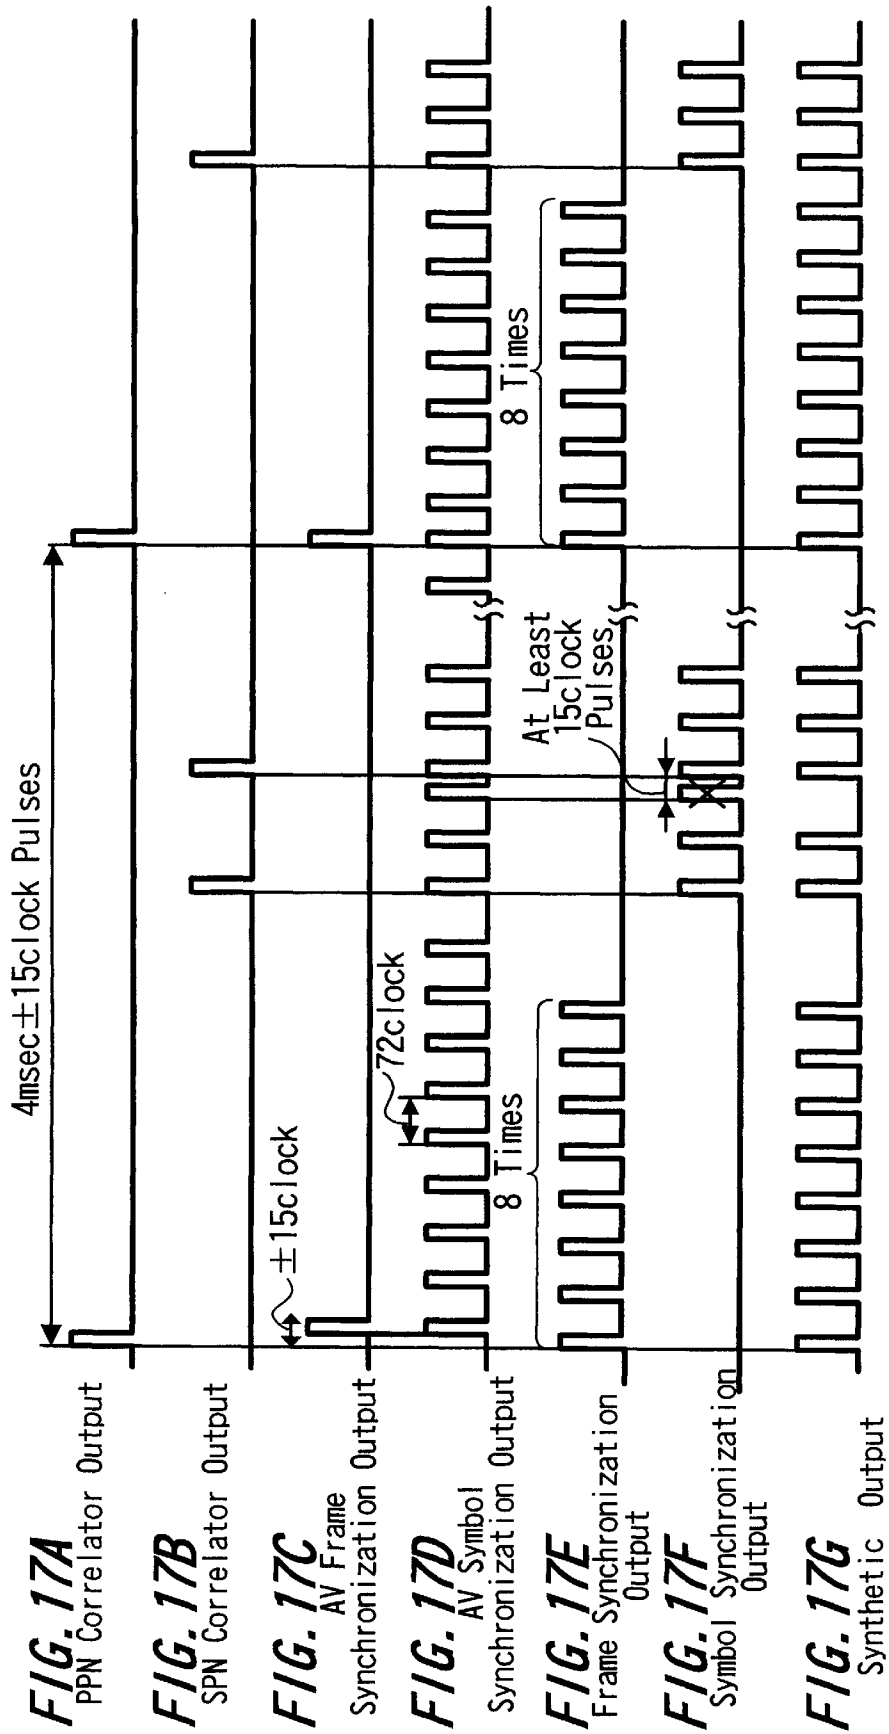 FIG. 17A
PPN Correlator Output
4msec±15clock Pulses
FIG. 17B
SPN Correlator Output
FIG. 17C
AV Frame
Synchronization Output
±15clock
FIG. 17D
AV Symbol
Synchronization Output
72clock
FIG. 17E
Frame Synchronization
Output
8 Times
8 Times
FIG. 17F
Symbol Synchronization
Output
At Least
15clock
Pulses
FIG. 17G
Synthetic Output